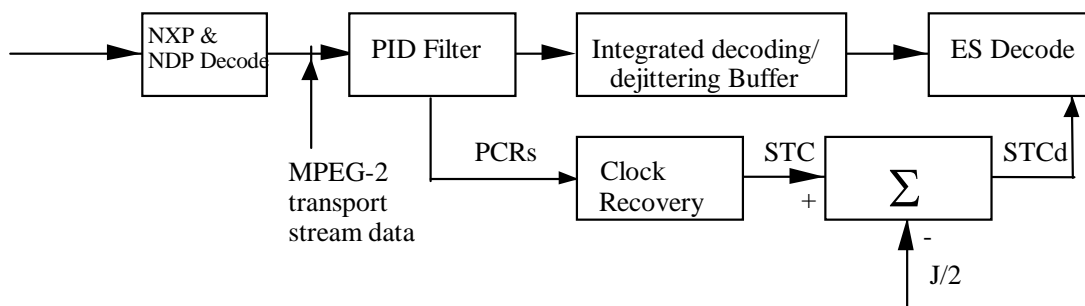 NXP &
NDP Decode
PID Filter
Integrated decoding/
dejittering Buffer
ES Decode
PCRs
STC
STCd
MPEG-2
transport
stream data
Clock
Recovery
+
Σ
-
J/2